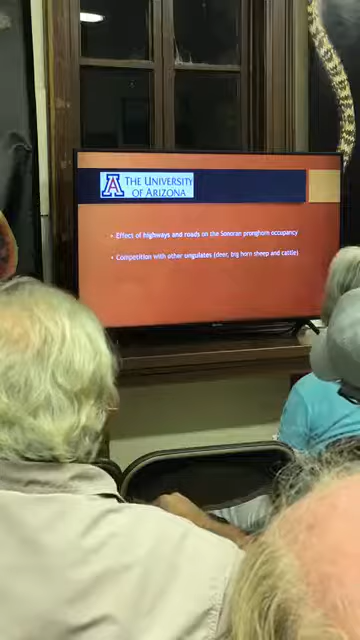 THE UNIVERSITY
OF ARIZONA
• Effect of highways and roads on the Sonoran pronghorn occupancy
• Competition with other ungulates (deer, big horn sheep and cattle)